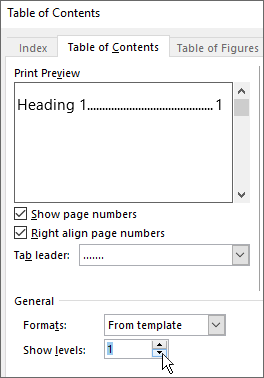 Table of Contents
Index Table of Contents Table of Figures
Print Preview
Heading 1.......................................... 1
Show page numbers
Right align page numbers
Tab leader: .......
General
Formats: From template
Show levels: 1